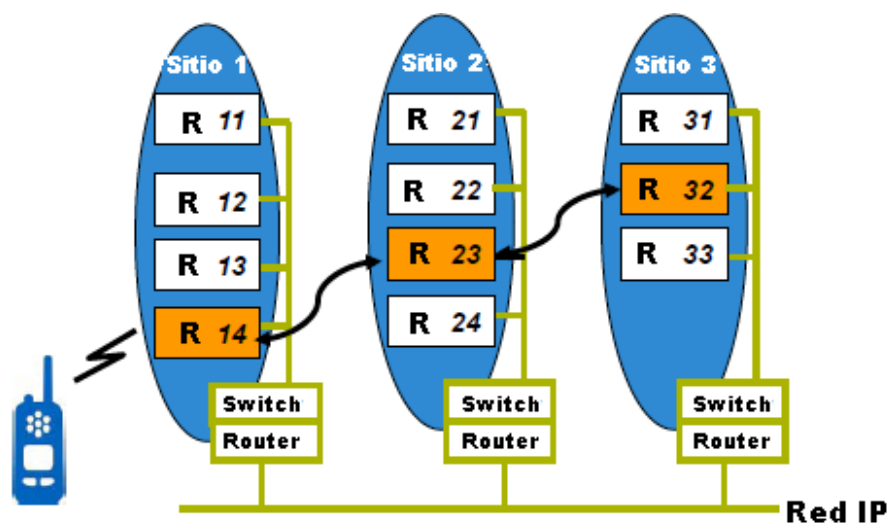 Sitio 1
R 11
R 12
R 13
R 14
Switch
Router
Sitio 2
R 21
R 22
R 23
R 24
Switch
Router
Sitio 3
R 31
R 32
R 33
Switch
Router
Red IP